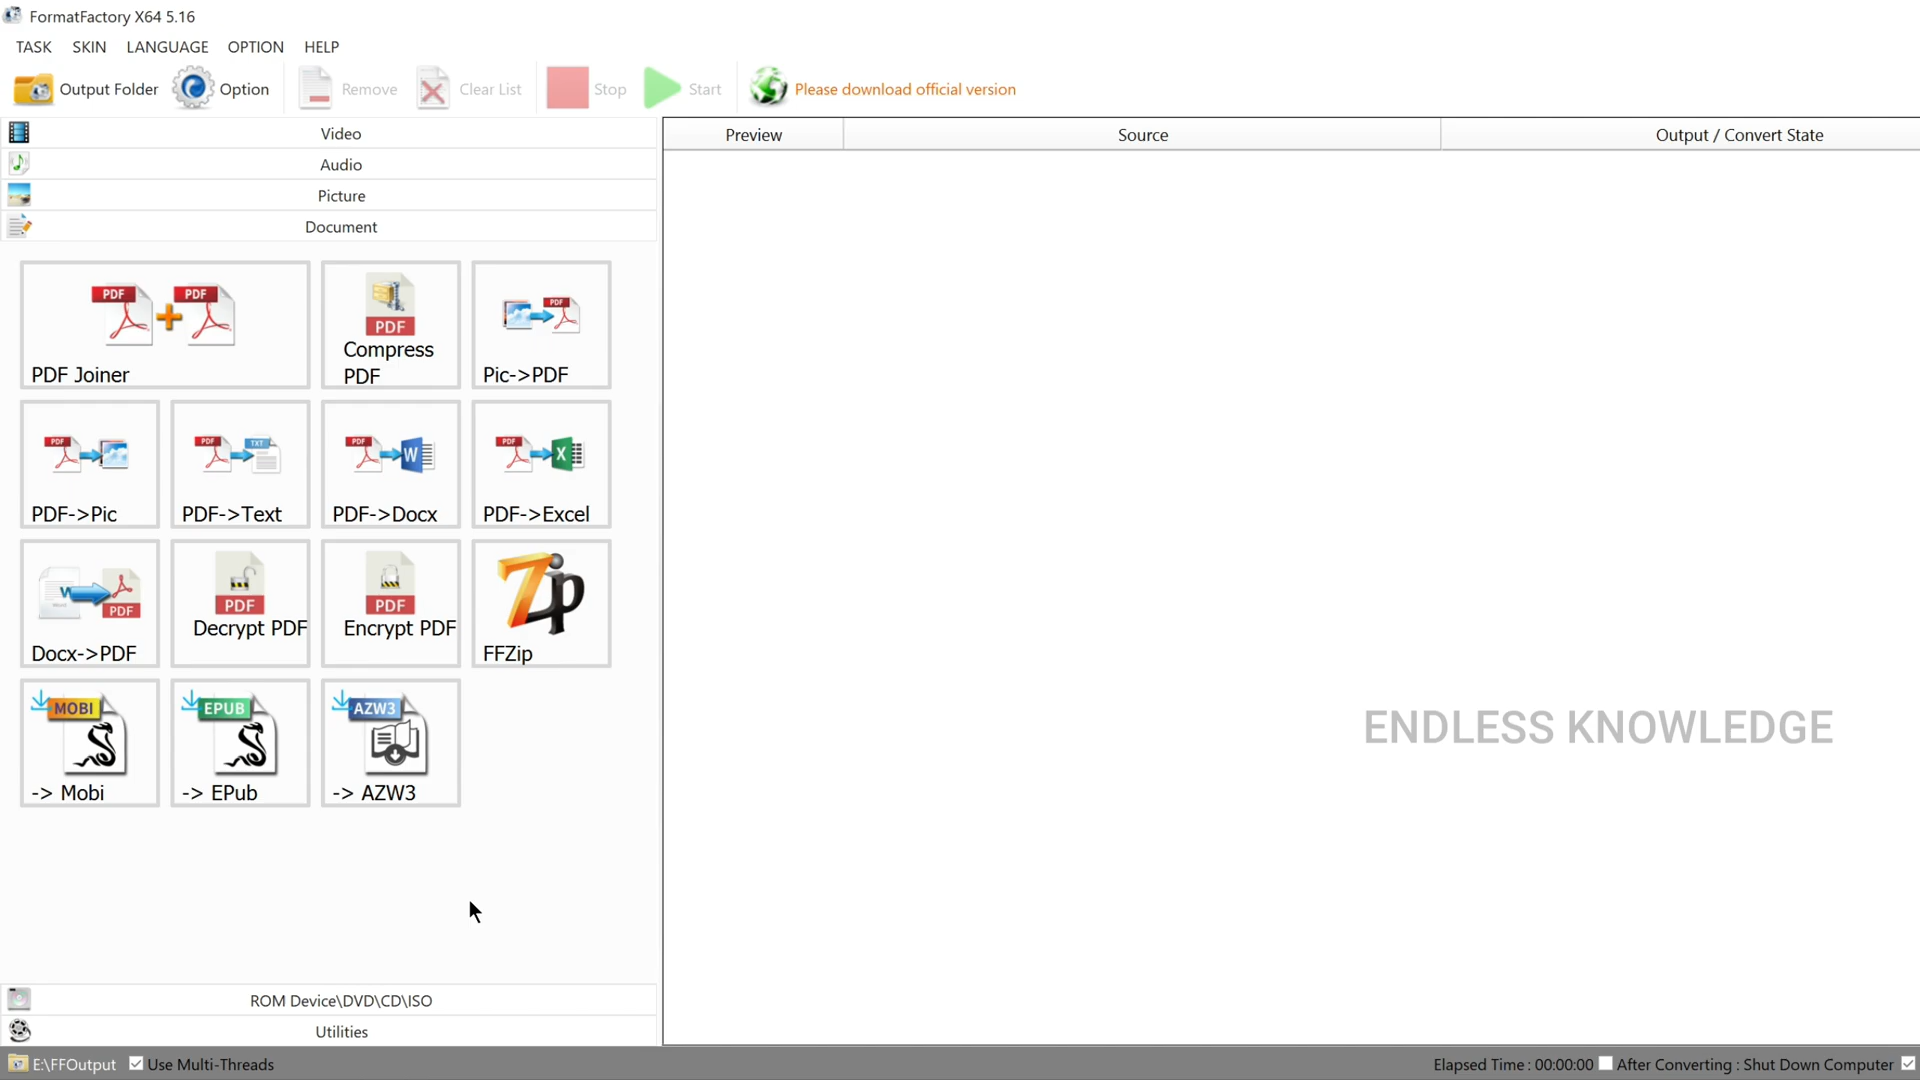 FormatFactory X64 5.16
TASK SKIN LANGUAGE OPTION HELP
Output Folder Option Remove Clear List Stop Start Please download official version
Video
Audio
Picture
Document
Preview Source Output / Convert State
PDF PDF
PDF Joiner
PDF
Compress
PDF
PDF
Pic->PDF
PDF
PDF->Pic
PDF TXT
PDF->Text
PDF W
PDF->Docx
PDF X
PDF->Excel
W PDF
Docx->PDF
PDF
Decrypt PDF
PDF
Encrypt PDF
Zip
FFZip
MOBI
-> Mobi
EPUB
-> EPub
AZW3
-> AZW3
ENDLESS KNOWLEDGE
ROM Device\DVD\CD\ISO
Utilities
E:\FFOutput Use Multi-Threads Elapsed Time : 00:00:00 After Converting : Shut Down Computer